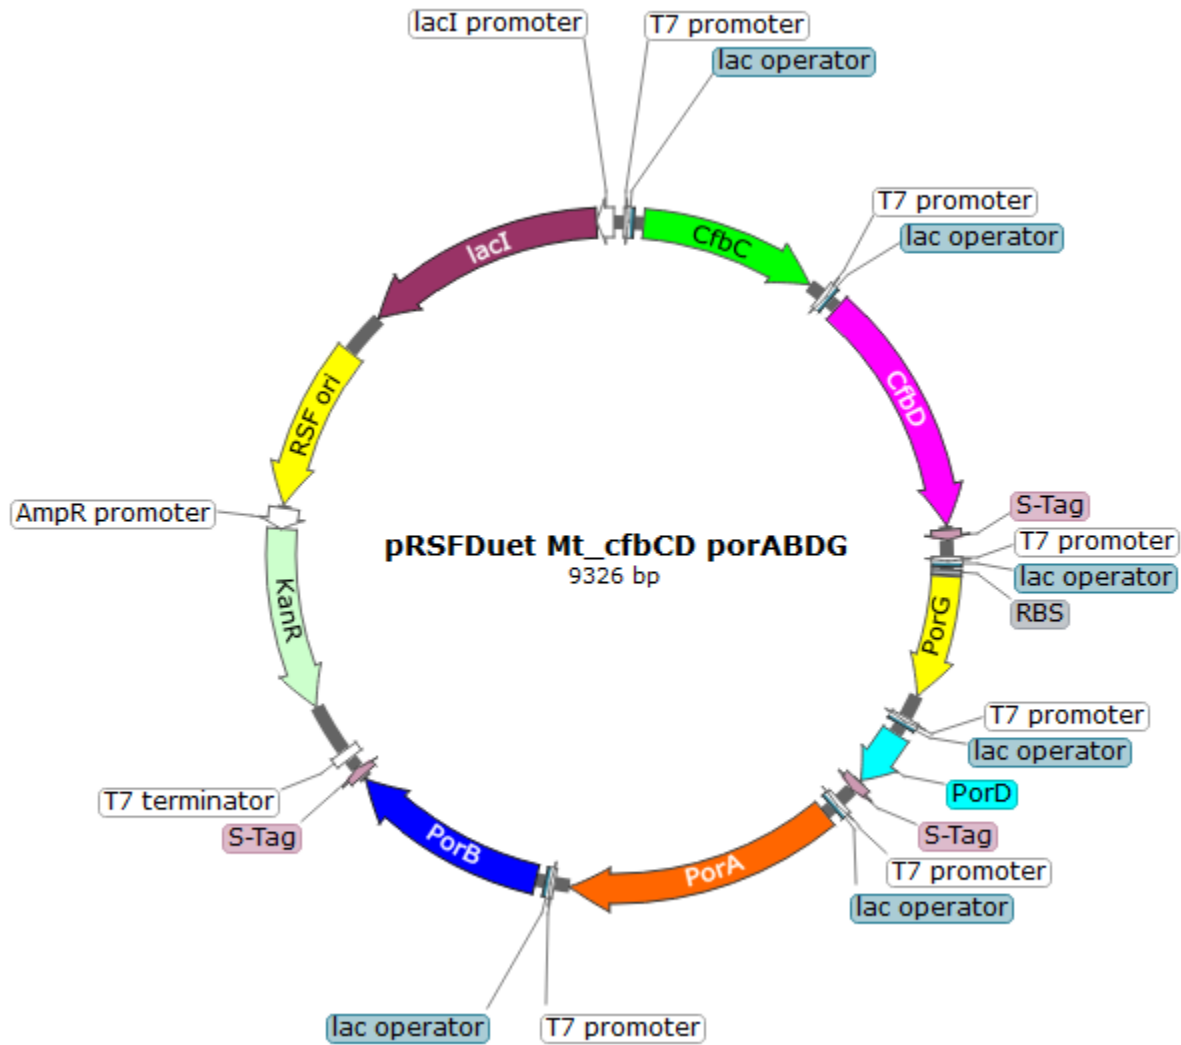 lacI promoter
T7 promoter
lac operator
T7 promoter
lac operator
CfbC
lacI
CfbD
RSF ori
AmpR promoter
S-Tag
pRSFDuet Mt_cfbCD porABDG
9326 bp
T7 promoter
lac operator
RBS
KanR
PorG
T7 promoter
lac operator
PorD
T7 terminator
S-Tag
PorB
PorA
S-Tag
T7 promoter
lac operator
lac operator
T7 promoter